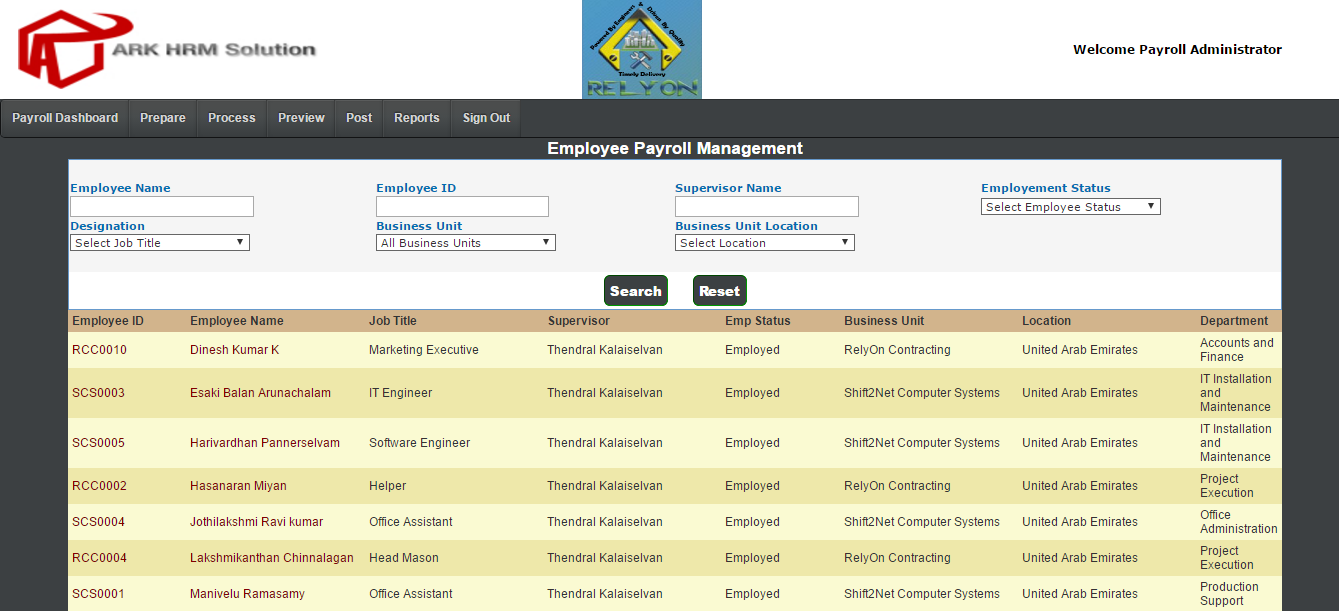 ARK HRM Solution
Powered By Engineers & Driven By Quality
Timely Delivery
RELYON
Welcome Payroll Administrator
Payroll Dashboard Prepare Process Preview Post Reports Sign Out
Employee Payroll Management
Employee Name Employee ID Supervisor Name Employement Status
Select Employee Status
Designation Business Unit Business Unit Location
Select Job Title All Business Units Select Location
Search Reset
Employee ID Employee Name Job Title Supervisor Emp Status Business Unit Location Department
RCC0010 Dinesh Kumar K Marketing Executive Thendral Kalaiselvan Employed RelyOn Contracting United Arab Emirates Accounts and
Finance
SCS0003 Esaki Balan Arunachalam IT Engineer Thendral Kalaiselvan Employed Shift2Net Computer Systems United Arab Emirates IT Installation
and
Maintenance
SCS0005 Harivardhan Pannerselvam Software Engineer Thendral Kalaiselvan Employed Shift2Net Computer Systems United Arab Emirates IT Installation
and
Maintenance
RCC0002 Hasanaran Miyan Helper Thendral Kalaiselvan Employed RelyOn Contracting United Arab Emirates Project
Execution
SCS0004 Jothilakshmi Ravi kumar Office Assistant Thendral Kalaiselvan Employed Shift2Net Computer Systems United Arab Emirates Office
Administration
RCC0004 Lakshmikanthan Chinnalagan Head Mason Thendral Kalaiselvan Employed RelyOn Contracting United Arab Emirates Project
Execution
SCS0001 Manivelu Ramasamy Office Assistant Thendral Kalaiselvan Employed Shift2Net Computer Systems United Arab Emirates Production
Support